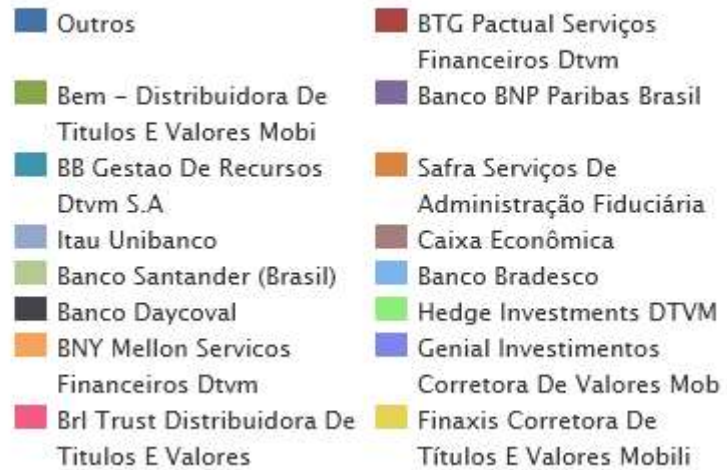 Outros
BTG Pactual Serviços
Financeiros Dtvm
Bem - Distribuidora De
Titulos E Valores Mobi
Banco BNP Paribas Brasil
BB Gestao De Recursos
Dtvm S.A
Safra Serviços De
Administração Fiduciária
Itau Unibanco
Caixa Econômica
Banco Santander (Brasil)
Banco Bradesco
Banco Daycoval
Hedge Investments DTVM
BNY Mellon Servicos
Financeiros Dtvm
Genial Investimentos
Corretora De Valores Mob
Brl Trust Distribuidora De
Titulos E Valores
Finaxis Corretora De
Títulos E Valores Mobili